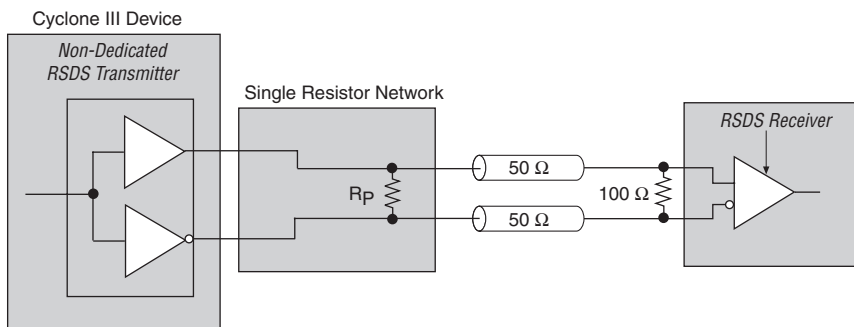 Cyclone III Device
Non-Dedicated
RSDS Transmitter
Single Resistor Network
RSDS Receiver
50 Ω
RP
100 Ω
50 Ω